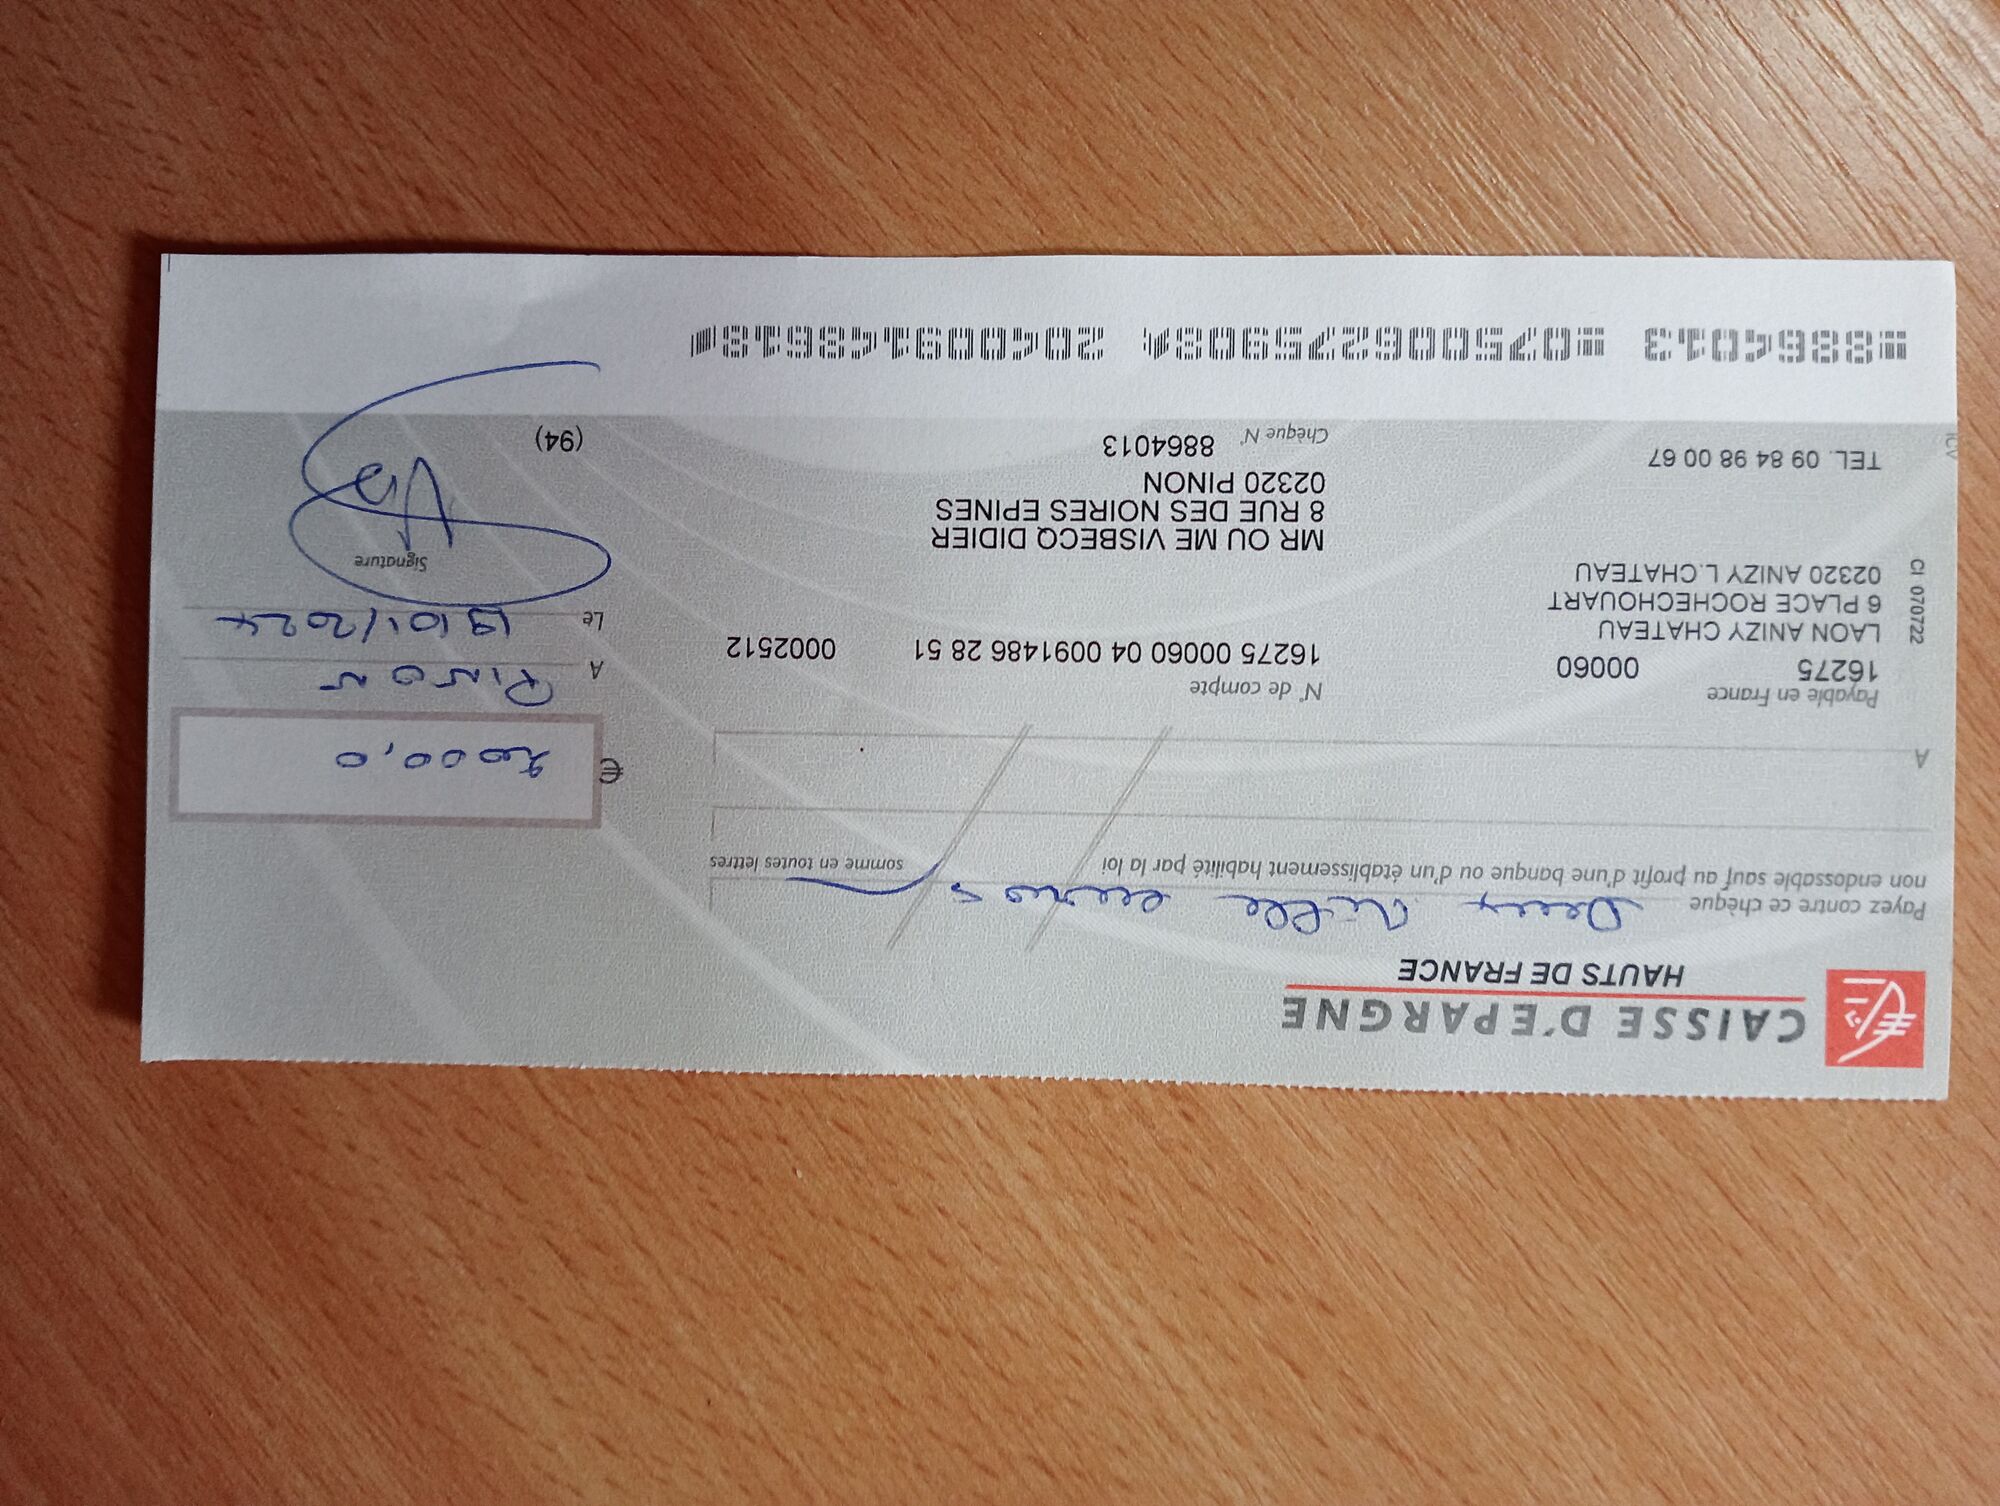 CAISSE D'EPARGNE
HAUTS DE FRANCE
Payez contre ce chèque Deux mille euros
non endossable sauf au profit d'une banque ou d'un établissement habilité par la loi
somme en toutes lettres
A
€ 2000,0
Payable en France
16275 00060
LAON ANIZY CHATEAU
6 PLACE ROCHECHOUART
02320 ANIZY L.CHATEAU
TEL. 09 84 98 00 67
CI 070722
N° de compte
16275 00060 04 0091486 28 51 0002512
MR OU ME VISBECQ DIDIER
8 RUE DES NOIRES EPINES
02320 PINON
Chèque N° 8864013
A PINON
Le 19/01/2024
Signature
(94)
8864013 075006227590 204009148618